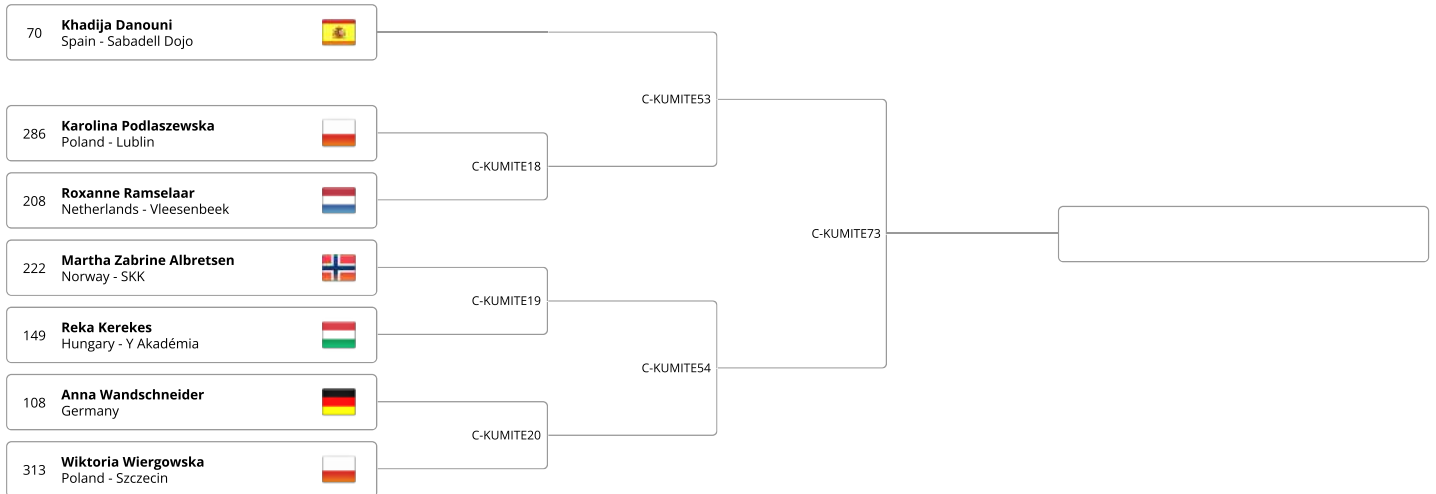 70
Khadija Danouni
Spain - Sabadell Dojo
C-KUMITE53
286
Karolina Podlaszewska
Poland - Lublin
C-KUMITE18
208
Roxanne Ramselaar
Netherlands - Vleesenbeek
C-KUMITE73
222
Martha Zabrine Albretsen
Norway - SKK
C-KUMITE19
149
Reka Kerekes
Hungary - Y Akadémia
C-KUMITE54
108
Anna Wandschneider
Germany
C-KUMITE20
313
Wiktoria Wiergowska
Poland - Szczecin